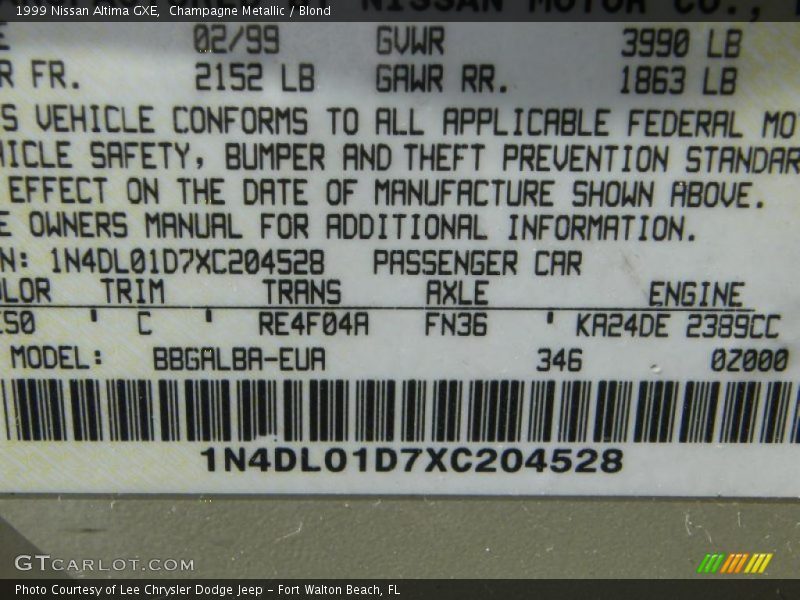 1999 Nissan Altima GXE, Champagne Metallic / Blond
NISSAN MOTOR CO.,
02/99 GVWR 3990 LB
R FR. 2152 LB GAWR RR. 1863 LB
S VEHICLE CONFORMS TO ALL APPLICABLE FEDERAL MO
HICLE SAFETY, BUMPER AND THEFT PREVENTION STANDAR
EFFECT ON THE DATE OF MANUFACTURE SHOWN ABOVE.
E OWNERS MANUAL FOR ADDITIONAL INFORMATION.
N: 1N4DL01D7XC204528 PASSENGER CAR
LOR TRIM TRANS AXLE ENGINE
C RE4F04A FN36 KA24DE 2389CC
MODEL: BBGALBA-EUA 346 0Z000
1N4DL01D7XC204528
GTCARLOT.COM
Photo Courtesy of Lee Chrysler Dodge Jeep - Fort Walton Beach, FL